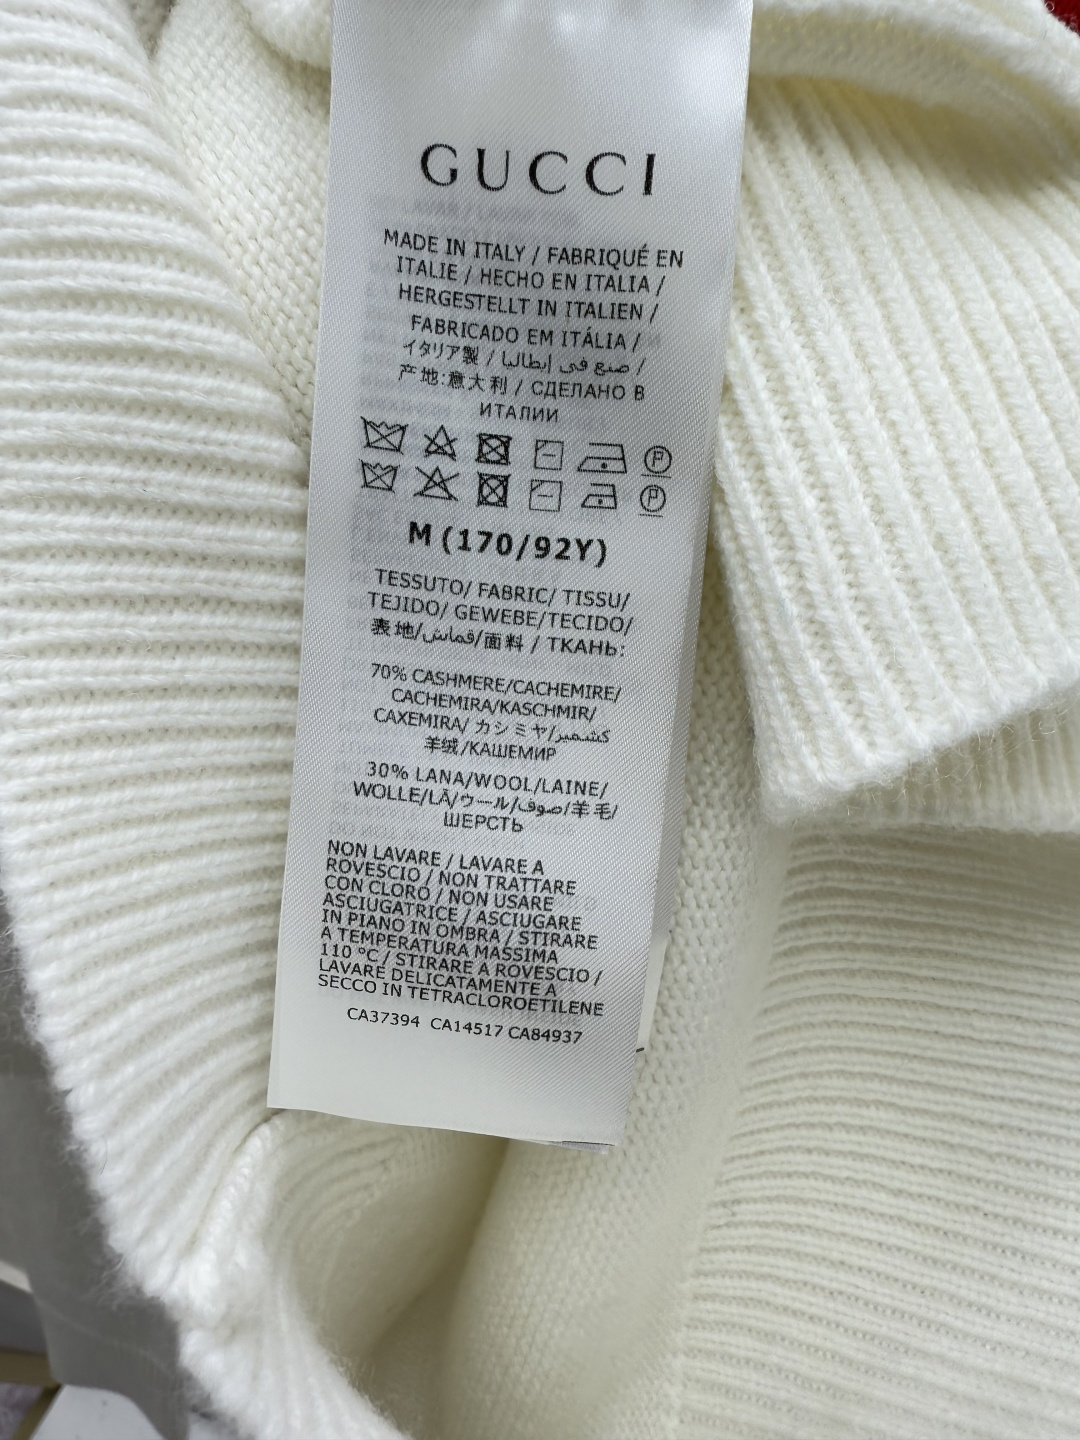 GUCCI
MADE IN ITALY / FABRIQUÉ EN
ITALIE / HECHO EN ITALIA /
HERGESTELLT IN ITALIEN /
FABRICADO EM ITÁLIA /
イタリア製 / صنع في إيطاليا /
产地:意大利 / СДЕЛАНО В
ИТАЛИИ
M (170/92Y)
TESSUTO/ FABRIC/ TISSU/
TEJIDO/ GEWEBE/TECIDO/
表地/قماش/面料 / ТКАНЬ:
70% CASHMERE/CACHEMIRE/
CACHEMIRA/KASCHMIR/
CAXEMIRA/ カシミヤ/كشمير/
羊绒/КАШЕМИР
30% LANA/WOOL/LAINE/
WOLLE/LÃ/ウール/صوف/羊毛/
ШЕРСТЬ
NON LAVARE / LAVARE A
ROVESCIO / NON TRATTARE
CON CLORO / NON USARE
ASCIUGATRICE / ASCIUGARE
IN PIANO IN OMBRA / STIRARE
A TEMPERATURA MASSIMA
110 °C / STIRARE A ROVESCIO /
LAVARE DELICATAMENTE A
SECCO IN TETRACLOROETILENE
CA37394 CA14517 CA84937